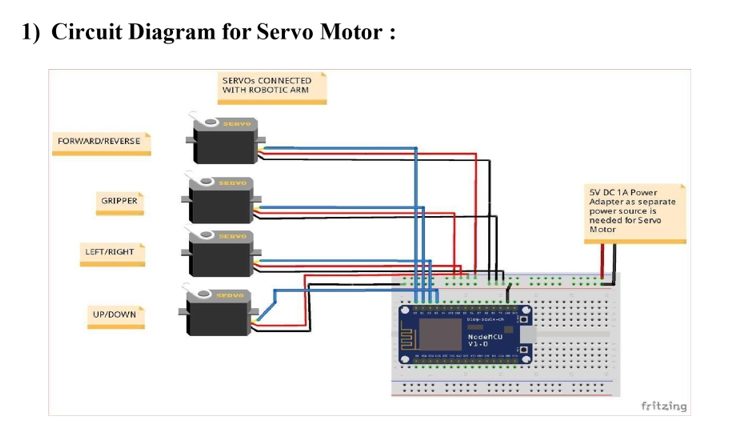 1) Circuit Diagram for Servo Motor :
SERVOs CONNECTED
WITH ROBOTIC ARM
SERVO
FORWARD/REVERSE
SERVO
GRIPPER
5V DC 1A Power
Adapter as separate
power source is
needed for Servo
Motor
SERVO
LEFT/RIGHT
SERVO
UP/DOWN
NodeMCU
V1.0
fritzing